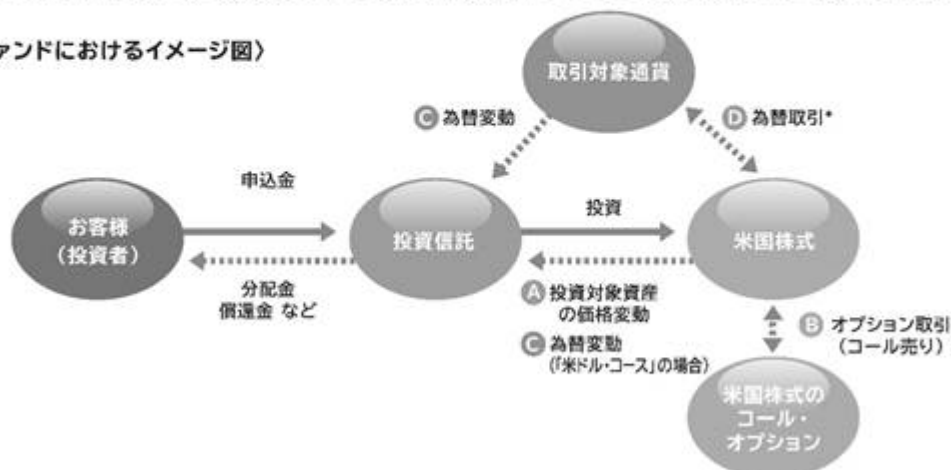 ァンドにおけるイメージ図〉
取引対象通貨
C 為替変動
D 為替取引*
申込金
投資
お客様
(投資者)
投資信託
米国株式
分配金
償還金 など
A 投資対象資産
の価格変動
C 為替変動
(「米ドル・コース」の場合)
B オプション取引
(コール売り)
米国株式の
コール・
オプション